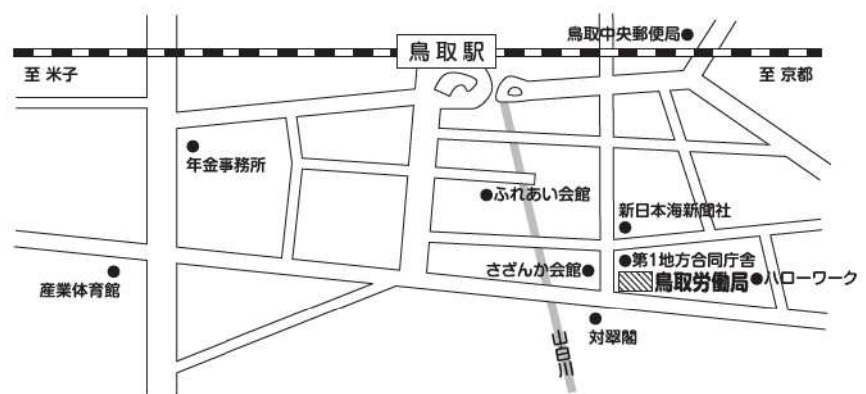 鳥取中央郵便局
鳥取駅
至 米子
至 京都
年金事務所
ふれあい会館
新日本海新聞社
さざんか会館
第1地方合同庁舎
鳥取労働局
ハローワーク
産業体育館
対翠閣
山白川